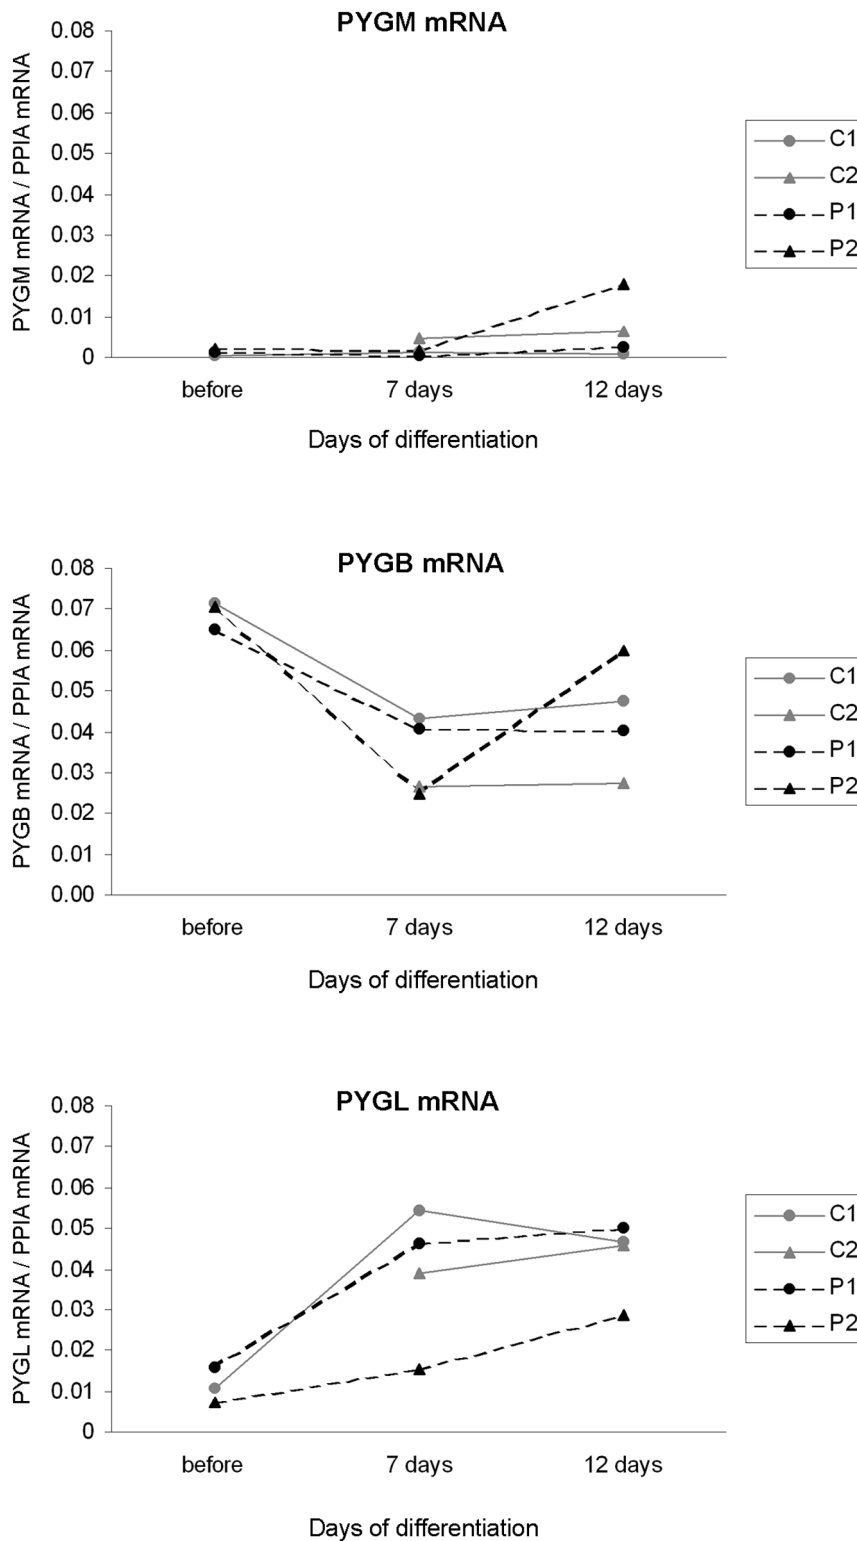 PYGM mRNA
PYGM mRNA / PPIA mRNA
0.08
0.07
0.06
0.05
0.04
0.03
0.02
0.01
0
before 7 days 12 days
Days of differentiation
C1
C2
P1
P2
PYGB mRNA
PYGB mRNA / PPIA mRNA
0.08
0.07
0.06
0.05
0.04
0.03
0.02
0.01
0.00
before 7 days 12 days
Days of differentiation
C1
C2
P1
P2
PYGL mRNA
PYGL mRNA / PPIA mRNA
0.08
0.07
0.06
0.05
0.04
0.03
0.02
0.01
0
before 7 days 12 days
Days of differentiation
C1
C2
P1
P2